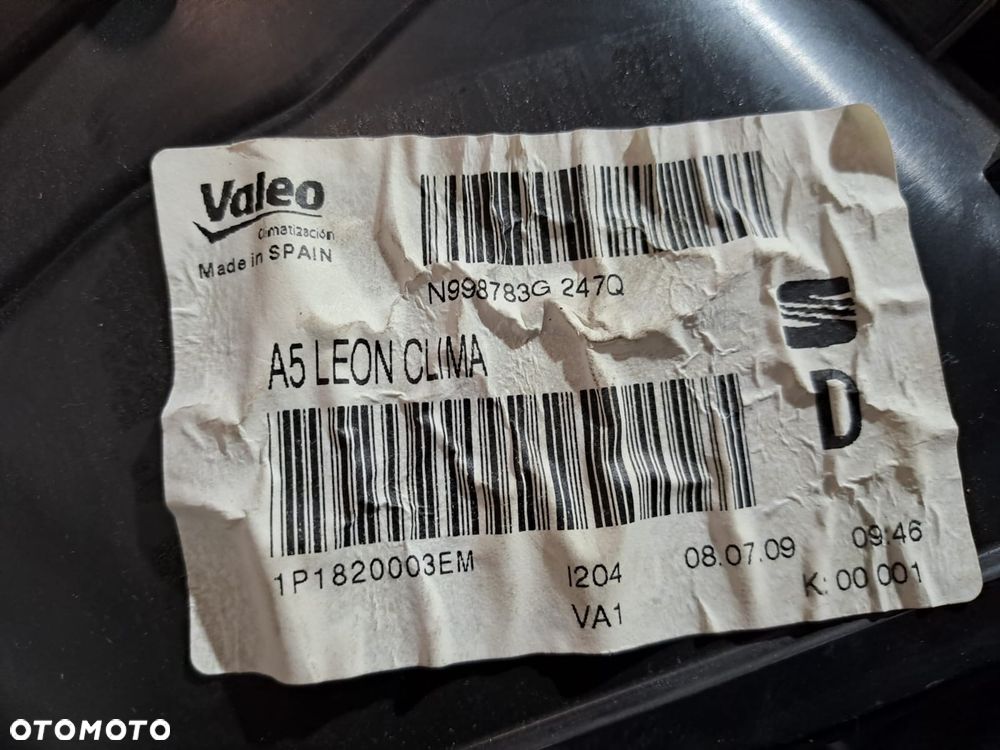 Valeo
Climatización
Made in SPAIN
N998783G 247Q
A5 LEON CLIMA
D
1P1820003EM
I204
08.07.09
09:46
VA1
K: 00 001
OTOMOTO